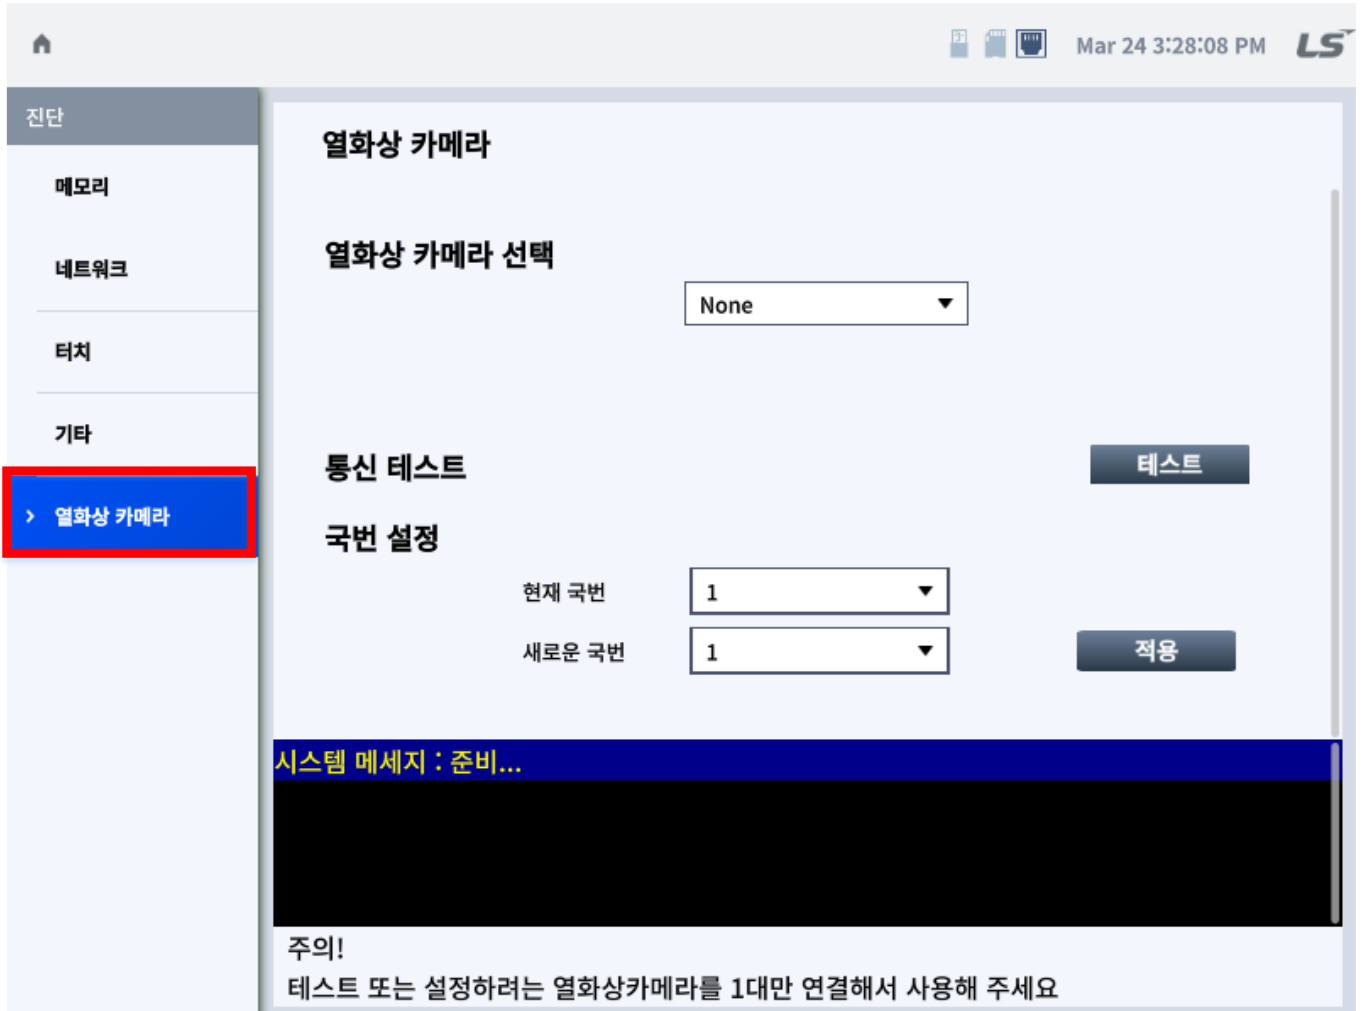 Mar 24 3:28:08 PM LS
진단
메모리
네트워크
터치
기타
열화상 카메라
열화상 카메라
열화상 카메라 선택
None
통신 테스트
테스트
국번 설정
현재 국번 1
새로운 국번 1
적용
시스템 메세지 : 준비...
주의!
테스트 또는 설정하려는 열화상카메라를 1대만 연결해서 사용해 주세요